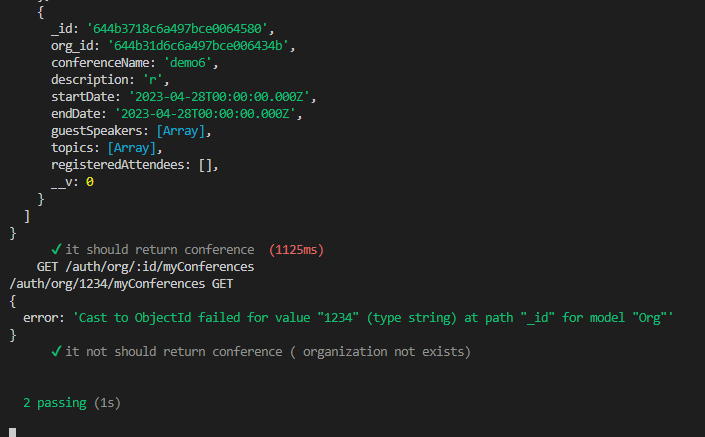 {
_id: '644b3718c6a497bce0064580',
org_id: '644b31d6c6a497bce006434b',
conferenceName: 'demo6',
description: 'r',
startDate: '2023-04-28T00:00:00.000Z',
endDate: '2023-04-28T00:00:00.000Z',
guestSpeakers: [Array],
topics: [Array],
registeredAttendees: [],
__v: 0
}
]
}
✓ it should return conference (1125ms)
GET /auth/org/:id/myConferences
/auth/org/1234/myConferences GET
{
error: 'Cast to ObjectId failed for value "1234" (type string) at path "_id" for model "Org"'
}
✓ it not should return conference ( organization not exists)
2 passing (1s)